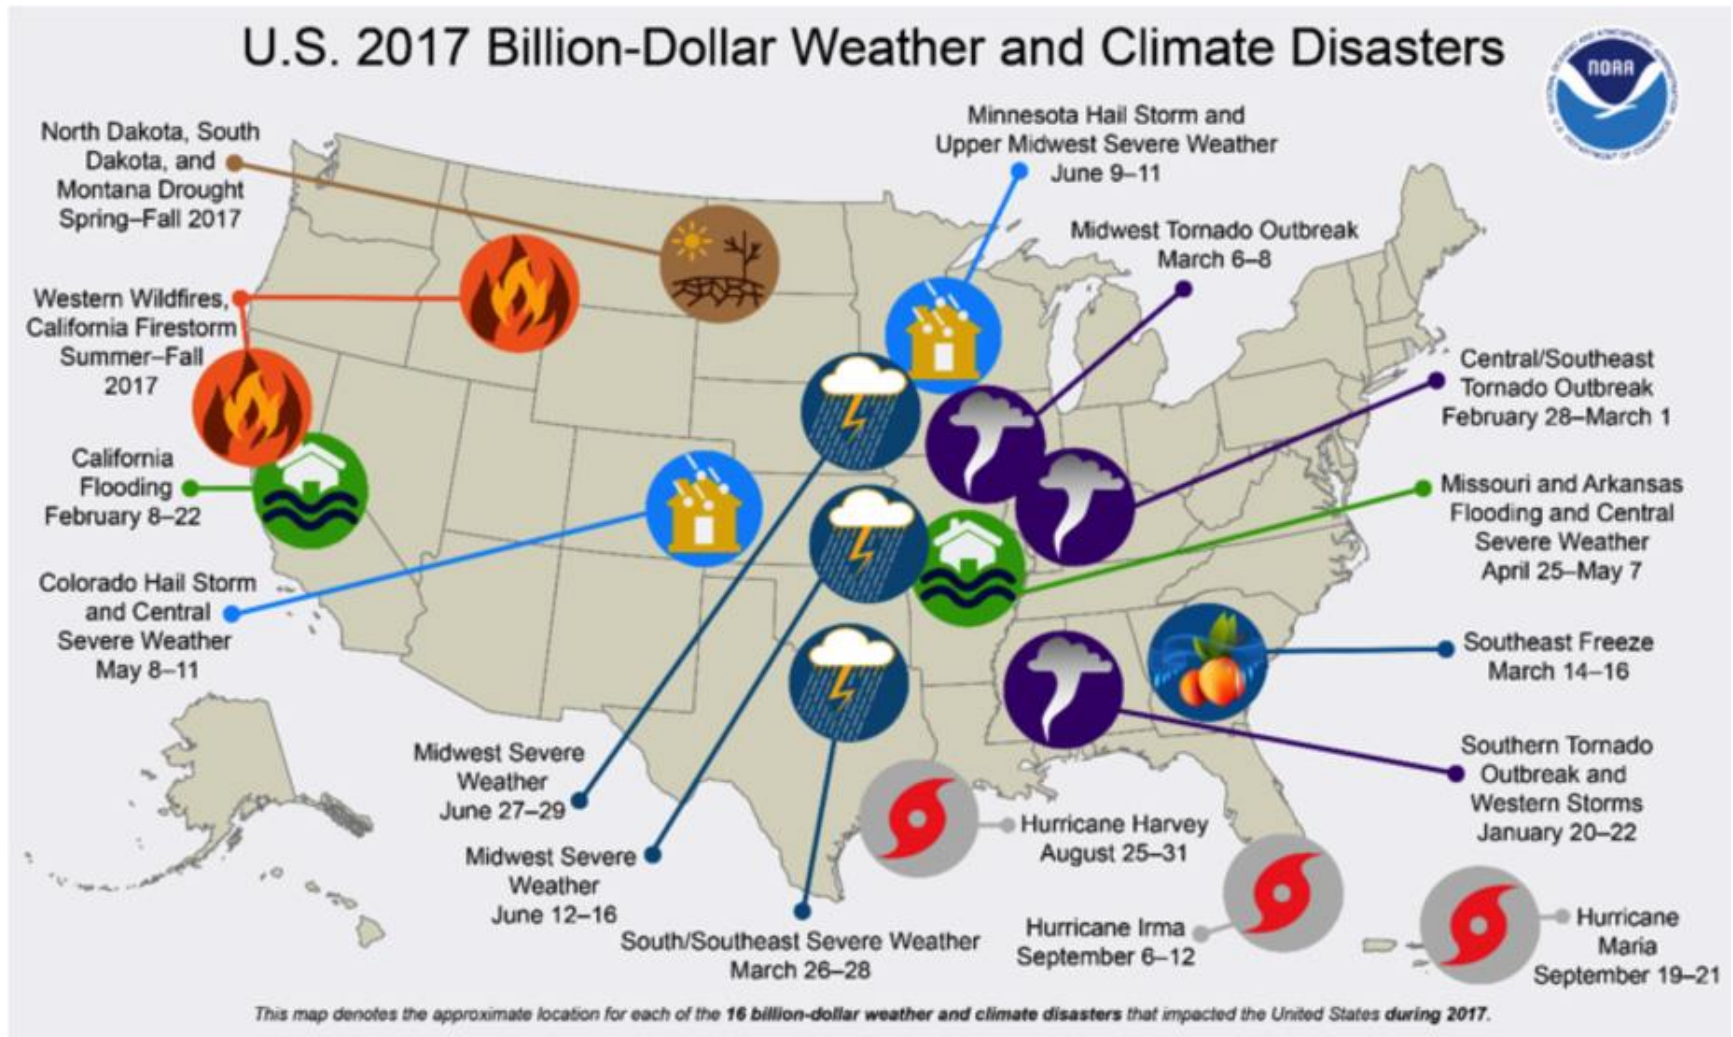 U.S. 2017 Billion-Dollar Weather and Climate Disasters
NOAA
North Dakota, South
Dakota, and
Montana Drought
Spring–Fall 2017
Minnesota Hail Storm and
Upper Midwest Severe Weather
June 9–11
Midwest Tornado Outbreak
March 6–8
Western Wildfires,
California Firestorm
Summer–Fall
2017
Central/Southeast
Tornado Outbreak
February 28–March 1
California
Flooding
February 8–22
Missouri and Arkansas
Flooding and Central
Severe Weather
April 25–May 7
Colorado Hail Storm
and Central
Severe Weather
May 8–11
Southeast Freeze
March 14–16
Midwest Severe
Weather
June 27–29
Southern Tornado
Outbreak and
Western Storms
January 20–22
Midwest Severe
Weather
June 12–16
Hurricane Harvey
August 25–31
South/Southeast Severe Weather
March 26–28
Hurricane Irma
September 6–12
Hurricane
Maria
September 19–21
This map denotes the approximate location for each of the 16 billion-dollar weather and climate disasters that impacted the United States during 2017.